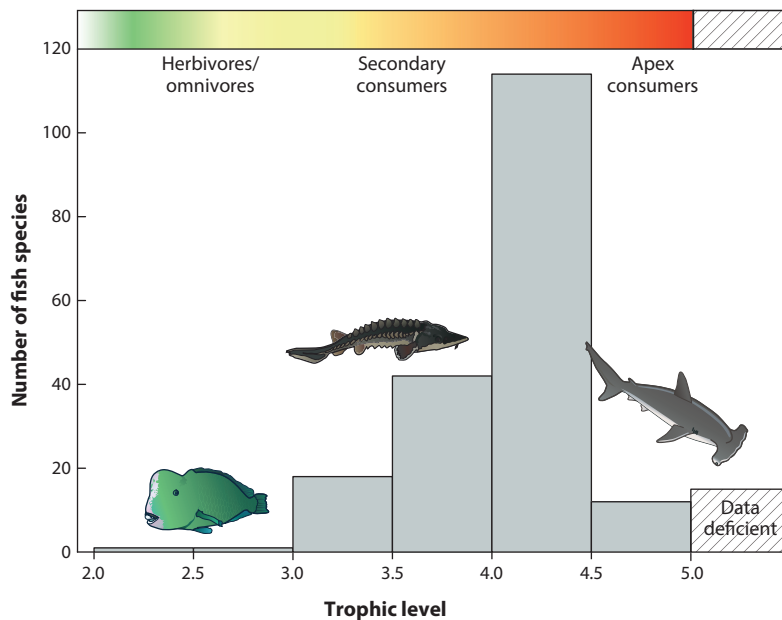 120
100
80
60
40
20
0
Number of fish species
Herbivores/
omnivores
Secondary
consumers
Apex
consumers
Data
deficient
2.0
2.5
3.0
3.5
4.0
4.5
5.0
Trophic level